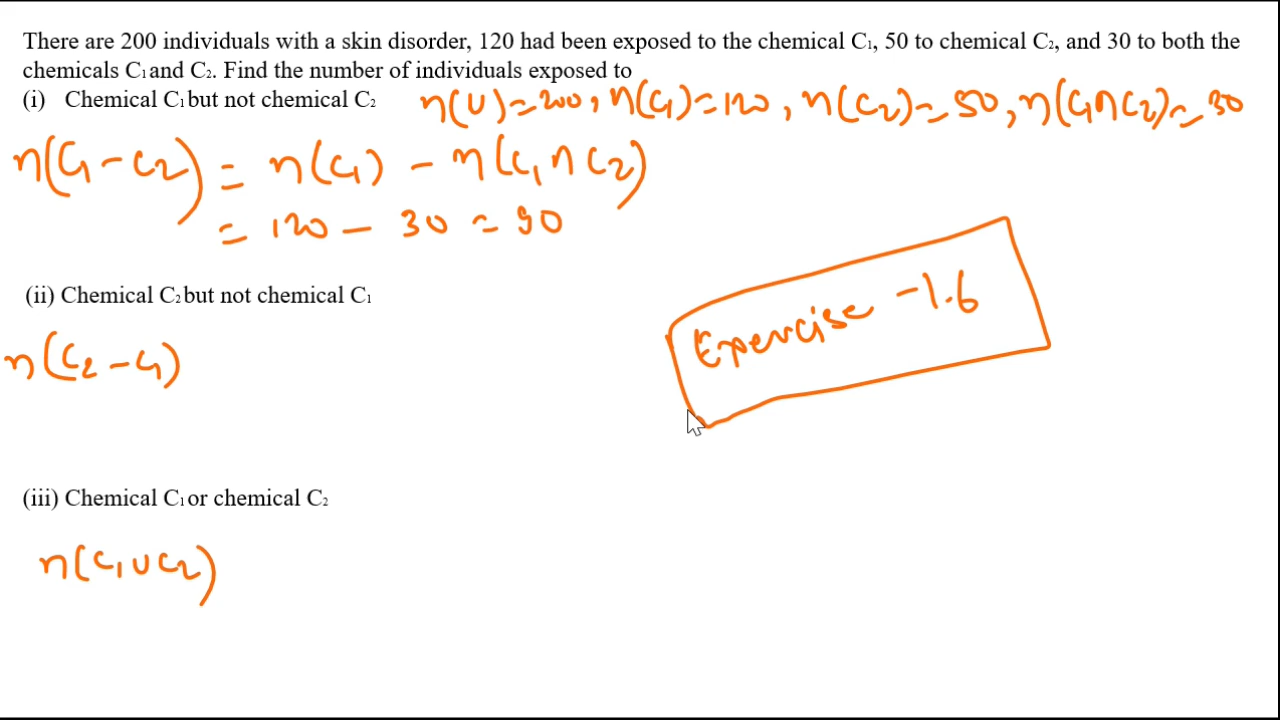 There are 200 individuals with a skin disorder, 120 had been exposed to the chemical C₁, 50 to chemical C₂, and 30 to both the
chemicals C₁ and C₂. Find the number of individuals exposed to
(i) Chemical C₁ but not chemical C₂
n(U) = 200, n(C₁) = 120, n(C₂) = 50, n(C₁∩C₂) = 30
n(C₁ - C₂) = n(C₁) - n(C₁∩C₂)
= 120 - 30 = 90
(ii) Chemical C₂ but not chemical C₁
Exercise - 1.6
n(C₂ - C₁)
(iii) Chemical C₁ or chemical C₂
n(C₁∪C₂)